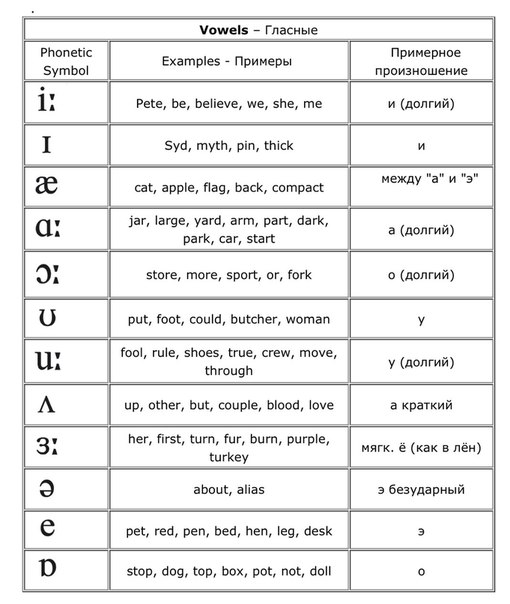 .
Vowels – Гласные
Phonetic Symbol Examples - Примеры Примерное произношение
iː Pete, be, believe, we, she, me и (долгий)
ɪ Syd, myth, pin, thick и
æ cat, apple, flag, back, compact между "а" и "э"
ɑː jar, large, yard, arm, part, dark, park, car, start а (долгий)
ɔː store, more, sport, or, fork о (долгий)
ʊ put, foot, could, butcher, woman у
uː fool, rule, shoes, true, crew, move, through у (долгий)
ʌ up, other, but, couple, blood, love а краткий
ɜː her, first, turn, fur, burn, purple, turkey мягк. ё (как в лён)
ə about, alias э безударный
e pet, red, pen, bed, hen, leg, desk э
ɒ stop, dog, top, box, pot, not, doll о